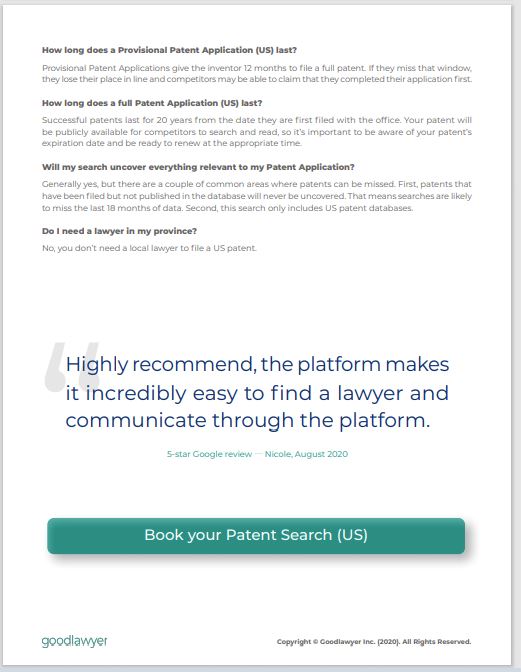 How long does a Provisional Patent Application (US) last?
Provisional Patent Applications give the inventor 12 months to file a full patent. If they miss that window,
they lose their place in line and competitors may be able to claim that they completed their application first.
How long does a full Patent Application (US) last?
Successful patents last for 20 years from the date they are first filed with the office. Your patent will
be publicly available for competitors to search and read, so it's important to be aware of your patent's
expiration date and be ready to renew at the appropriate time.
Will my search uncover everything relevant to my Patent Application?
Generally yes, but there are a couple of common areas where patents can be missed. First, patents that
have been filed but not published in the database will never be uncovered. That means searches are likely
to miss the last 18 months of data. Second, this search only includes US patent databases.
Do I need a lawyer in my province?
No, you don't need a local lawyer to file a US patent.
“
Highly recommend, the platform makes
it incredibly easy to find a lawyer and
communicate through the platform.
5-star Google review — Nicole, August 2020
Book your Patent Search (US)
goodlawyer
Copyright © Goodlawyer Inc. (2020). All Rights Reserved.